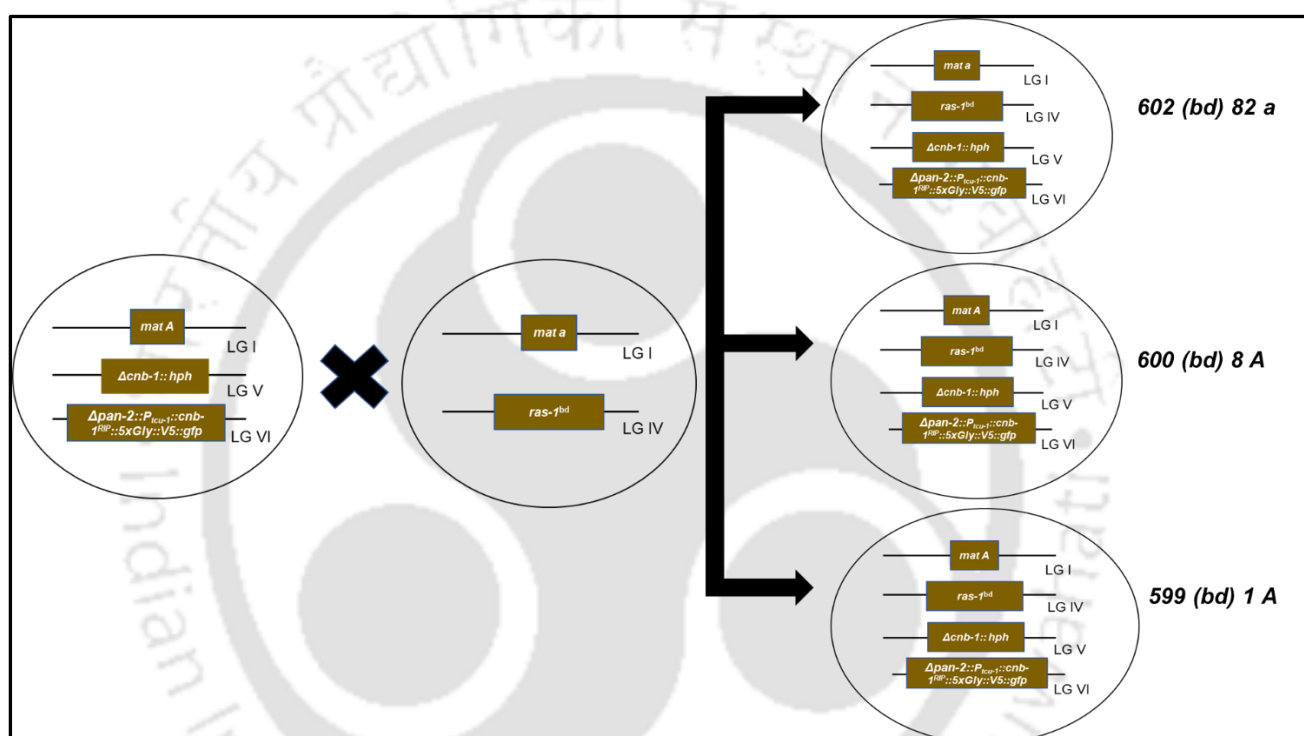 mat A
LG I
Δcnb-1::hph
LG V
Δpan-2::Ptcu-1::cnb-
1RIP::5xGly::V5::gfp
LG VI
mat a
LG I
ras-1bd
LG IV
mat a
LG I
ras-1bd
LG IV
Δcnb-1::hph
LG V
Δpan-2::Ptcu-1::cnb-
1RIP::5xGly::V5::gfp
LG VI
602 (bd) 82 a
mat A
LG I
ras-1bd
LG IV
Δcnb-1::hph
LG V
Δpan-2::Ptcu-1::cnb-
1RIP::5xGly::V5::gfp
LG VI
600 (bd) 8 A
mat A
LG I
ras-1bd
LG IV
Δcnb-1::hph
LG V
Δpan-2::Ptcu-1::cnb-
1RIP::5xGly::V5::gfp
LG VI
599 (bd) 1 A
Indian